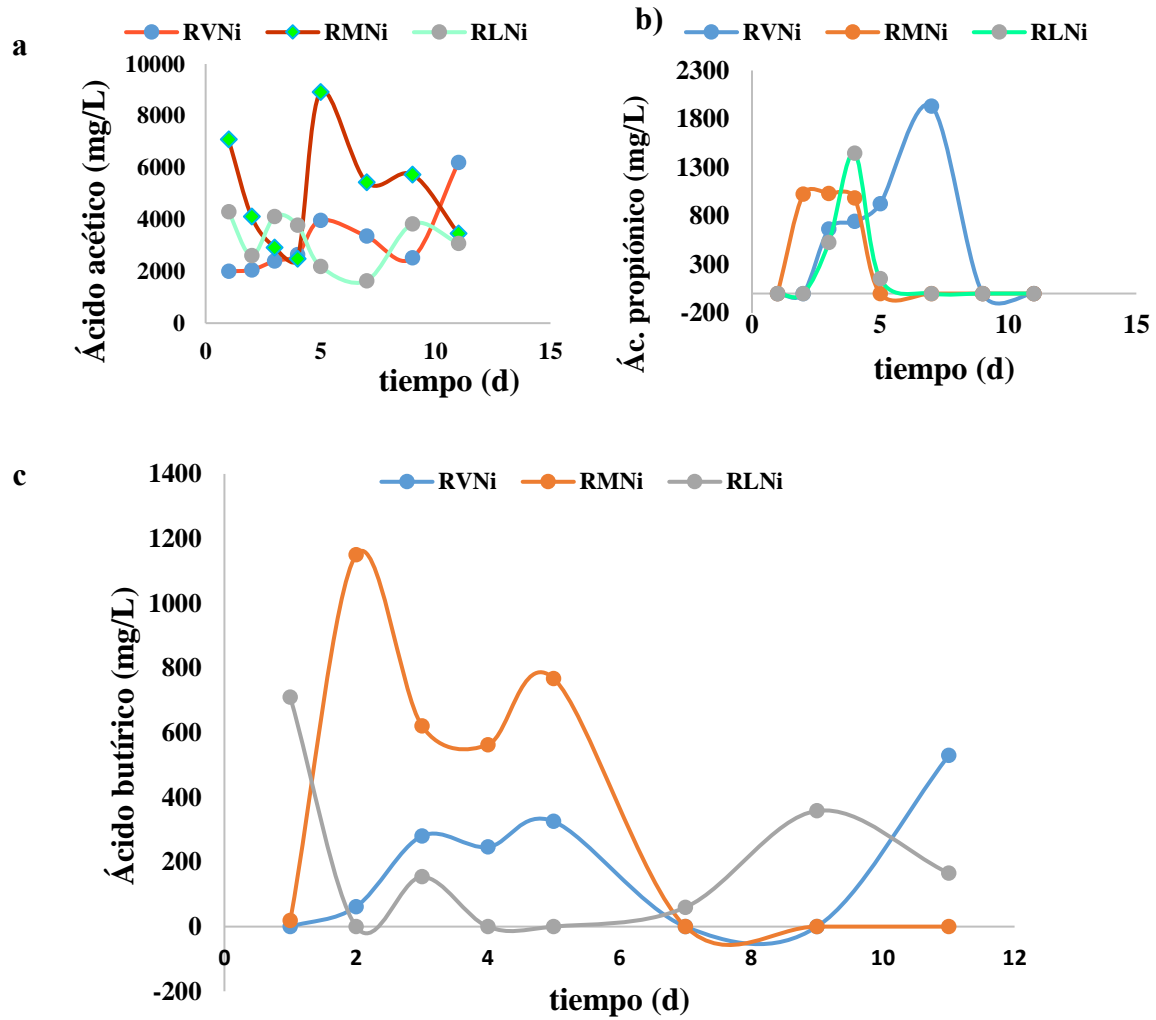 a
RVNi RMNi RLNi
Ácido acético (mg/L)
10000
8000
6000
4000
2000
0
0 5 10 15
tiempo (d)
b)
RVNi RMNi RLNi
Ác. propiónico (mg/L)
2300
1800
1300
800
300
-200
0 5 10 15
tiempo (d)
c
RVNi RMNi RLNi
Ácido butírico (mg/L)
1400
1200
1000
800
600
400
200
0
-200
0 2 4 6 8 10 12
tiempo (d)